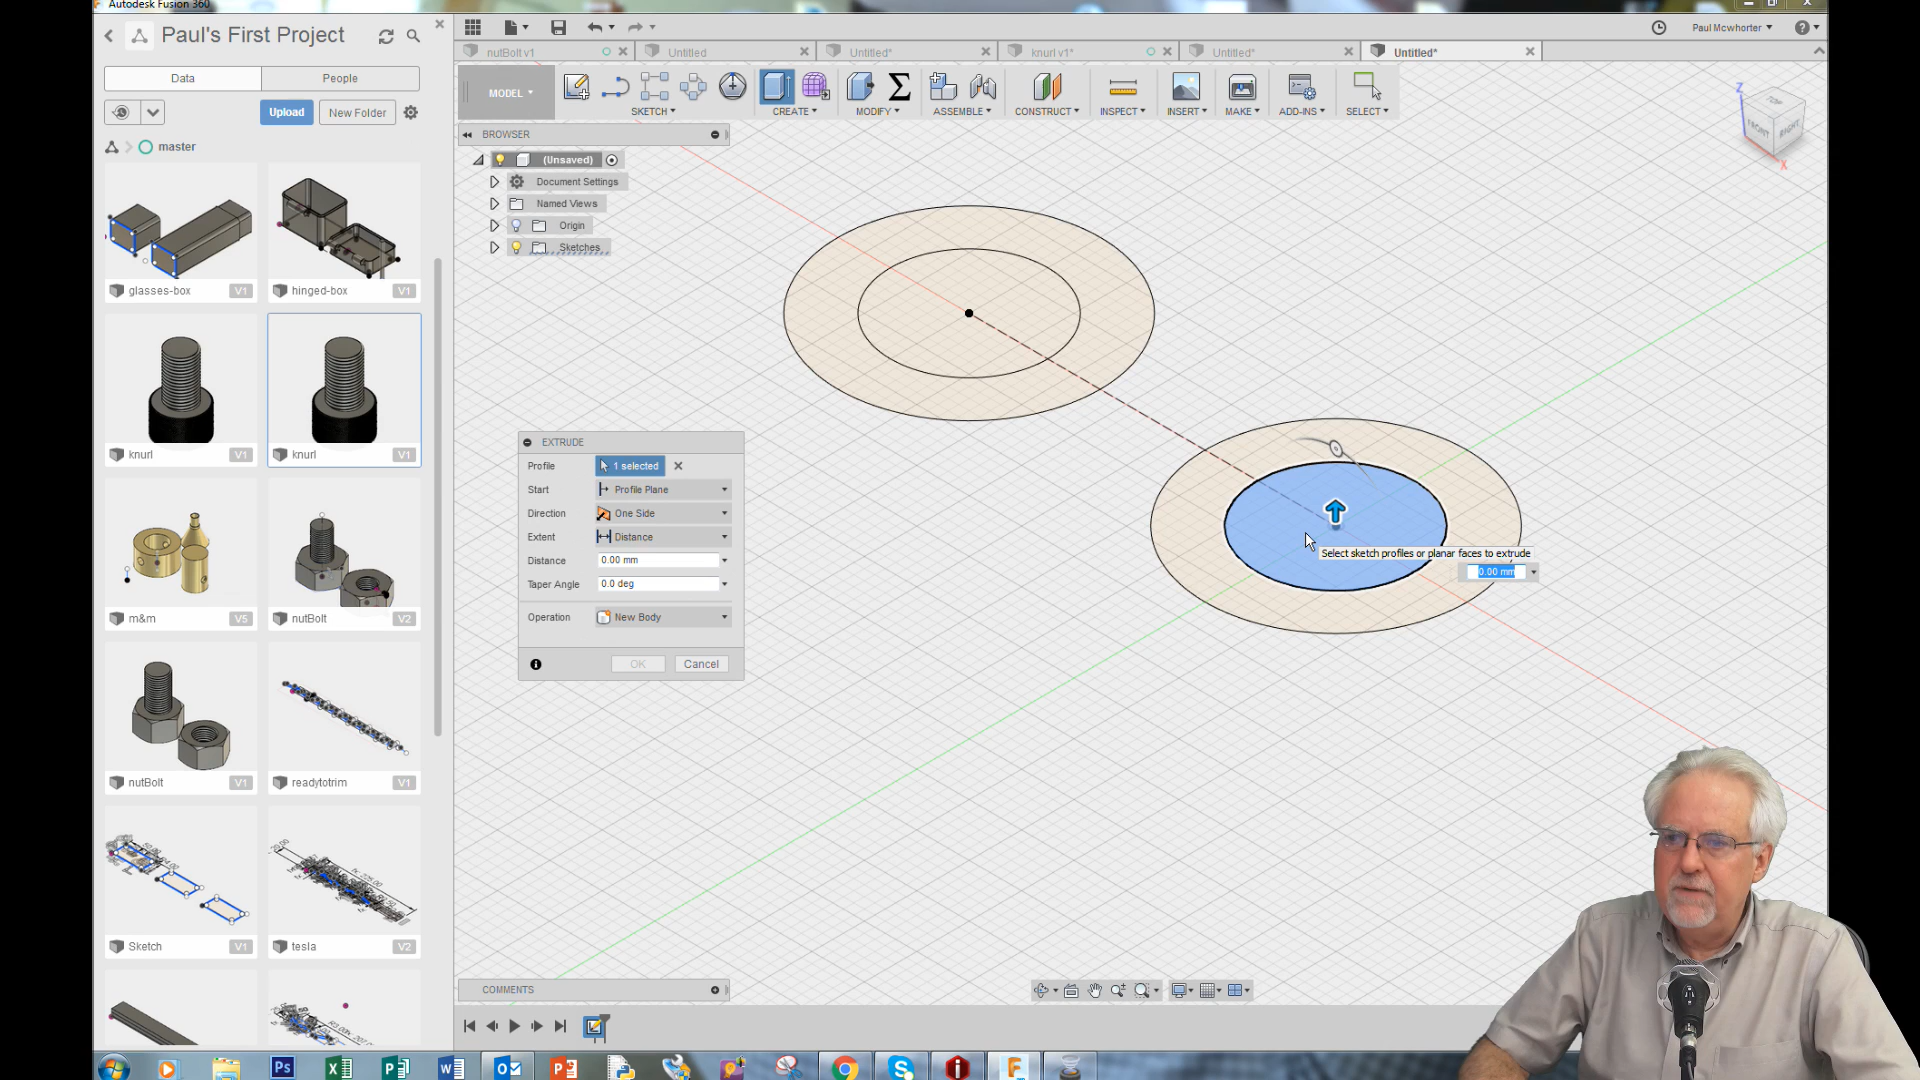 Autodesk Fusion 360
Paul's First Project
Data
People
Upload
New Folder
master
glasses-box V1
hinged-box V1
knurl V1
knurl V1
m&m V5
nutBolt V2
nutBolt V1
readytotrim V1
Sketch V1
tesla V2
Paul Mcwhorter
nutBolt v1
Untitled
Untitled*
knurl v1*
Untitled*
Untitled*
MODEL
SKETCH
CREATE
MODIFY
ASSEMBLE
CONSTRUCT
INSPECT
INSERT
MAKE
ADD-INS
SELECT
BROWSER
(Unsaved)
Document Settings
Named Views
Origin
Sketches
Z
TOP
FRONT
RIGHT
X
EXTRUDE
Profile 1 selected
Start Profile Plane
Direction One Side
Extent Distance
Distance 0.00 mm
Taper Angle 0.0 deg
Operation New Body
OK
Cancel
Select sketch profiles or planar faces to extrude
0.00 mm
COMMENTS